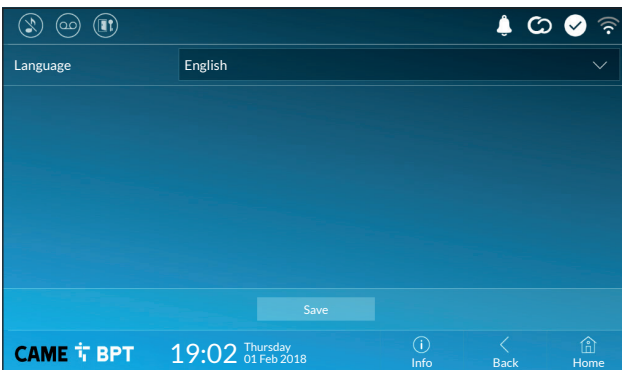 Language
English
Save
CAME BPT
19:02
Thursday
01 Feb 2018
Info
Back
Home